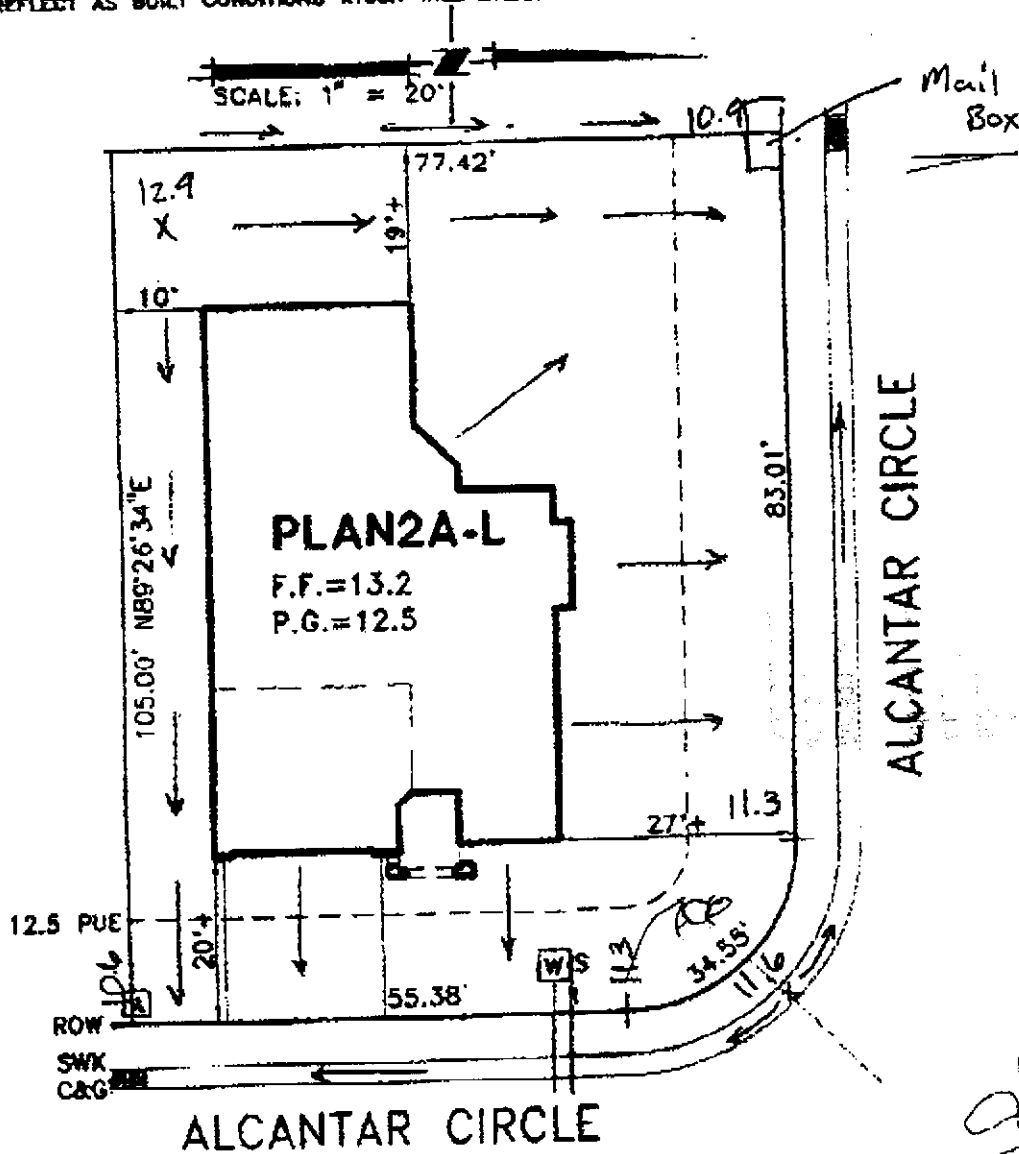 REFLECT AS BUILT CONDITIONS
SCALE: 1" = 20'
Mail
Box
10.9
77.42'
12.9
X
19'+
10'
105.00' N89°26'34"E
PLAN2A-L
F.F.=13.2
P.G.=12.5
83.01'
ALCANTAR CIRCLE
11.3
27'+
12.5 PUE
20'+
10.6
W S
11.3
34.55'
11.6
55.38'
ROW
SWK
C&G
ALCANTAR CIRCLE